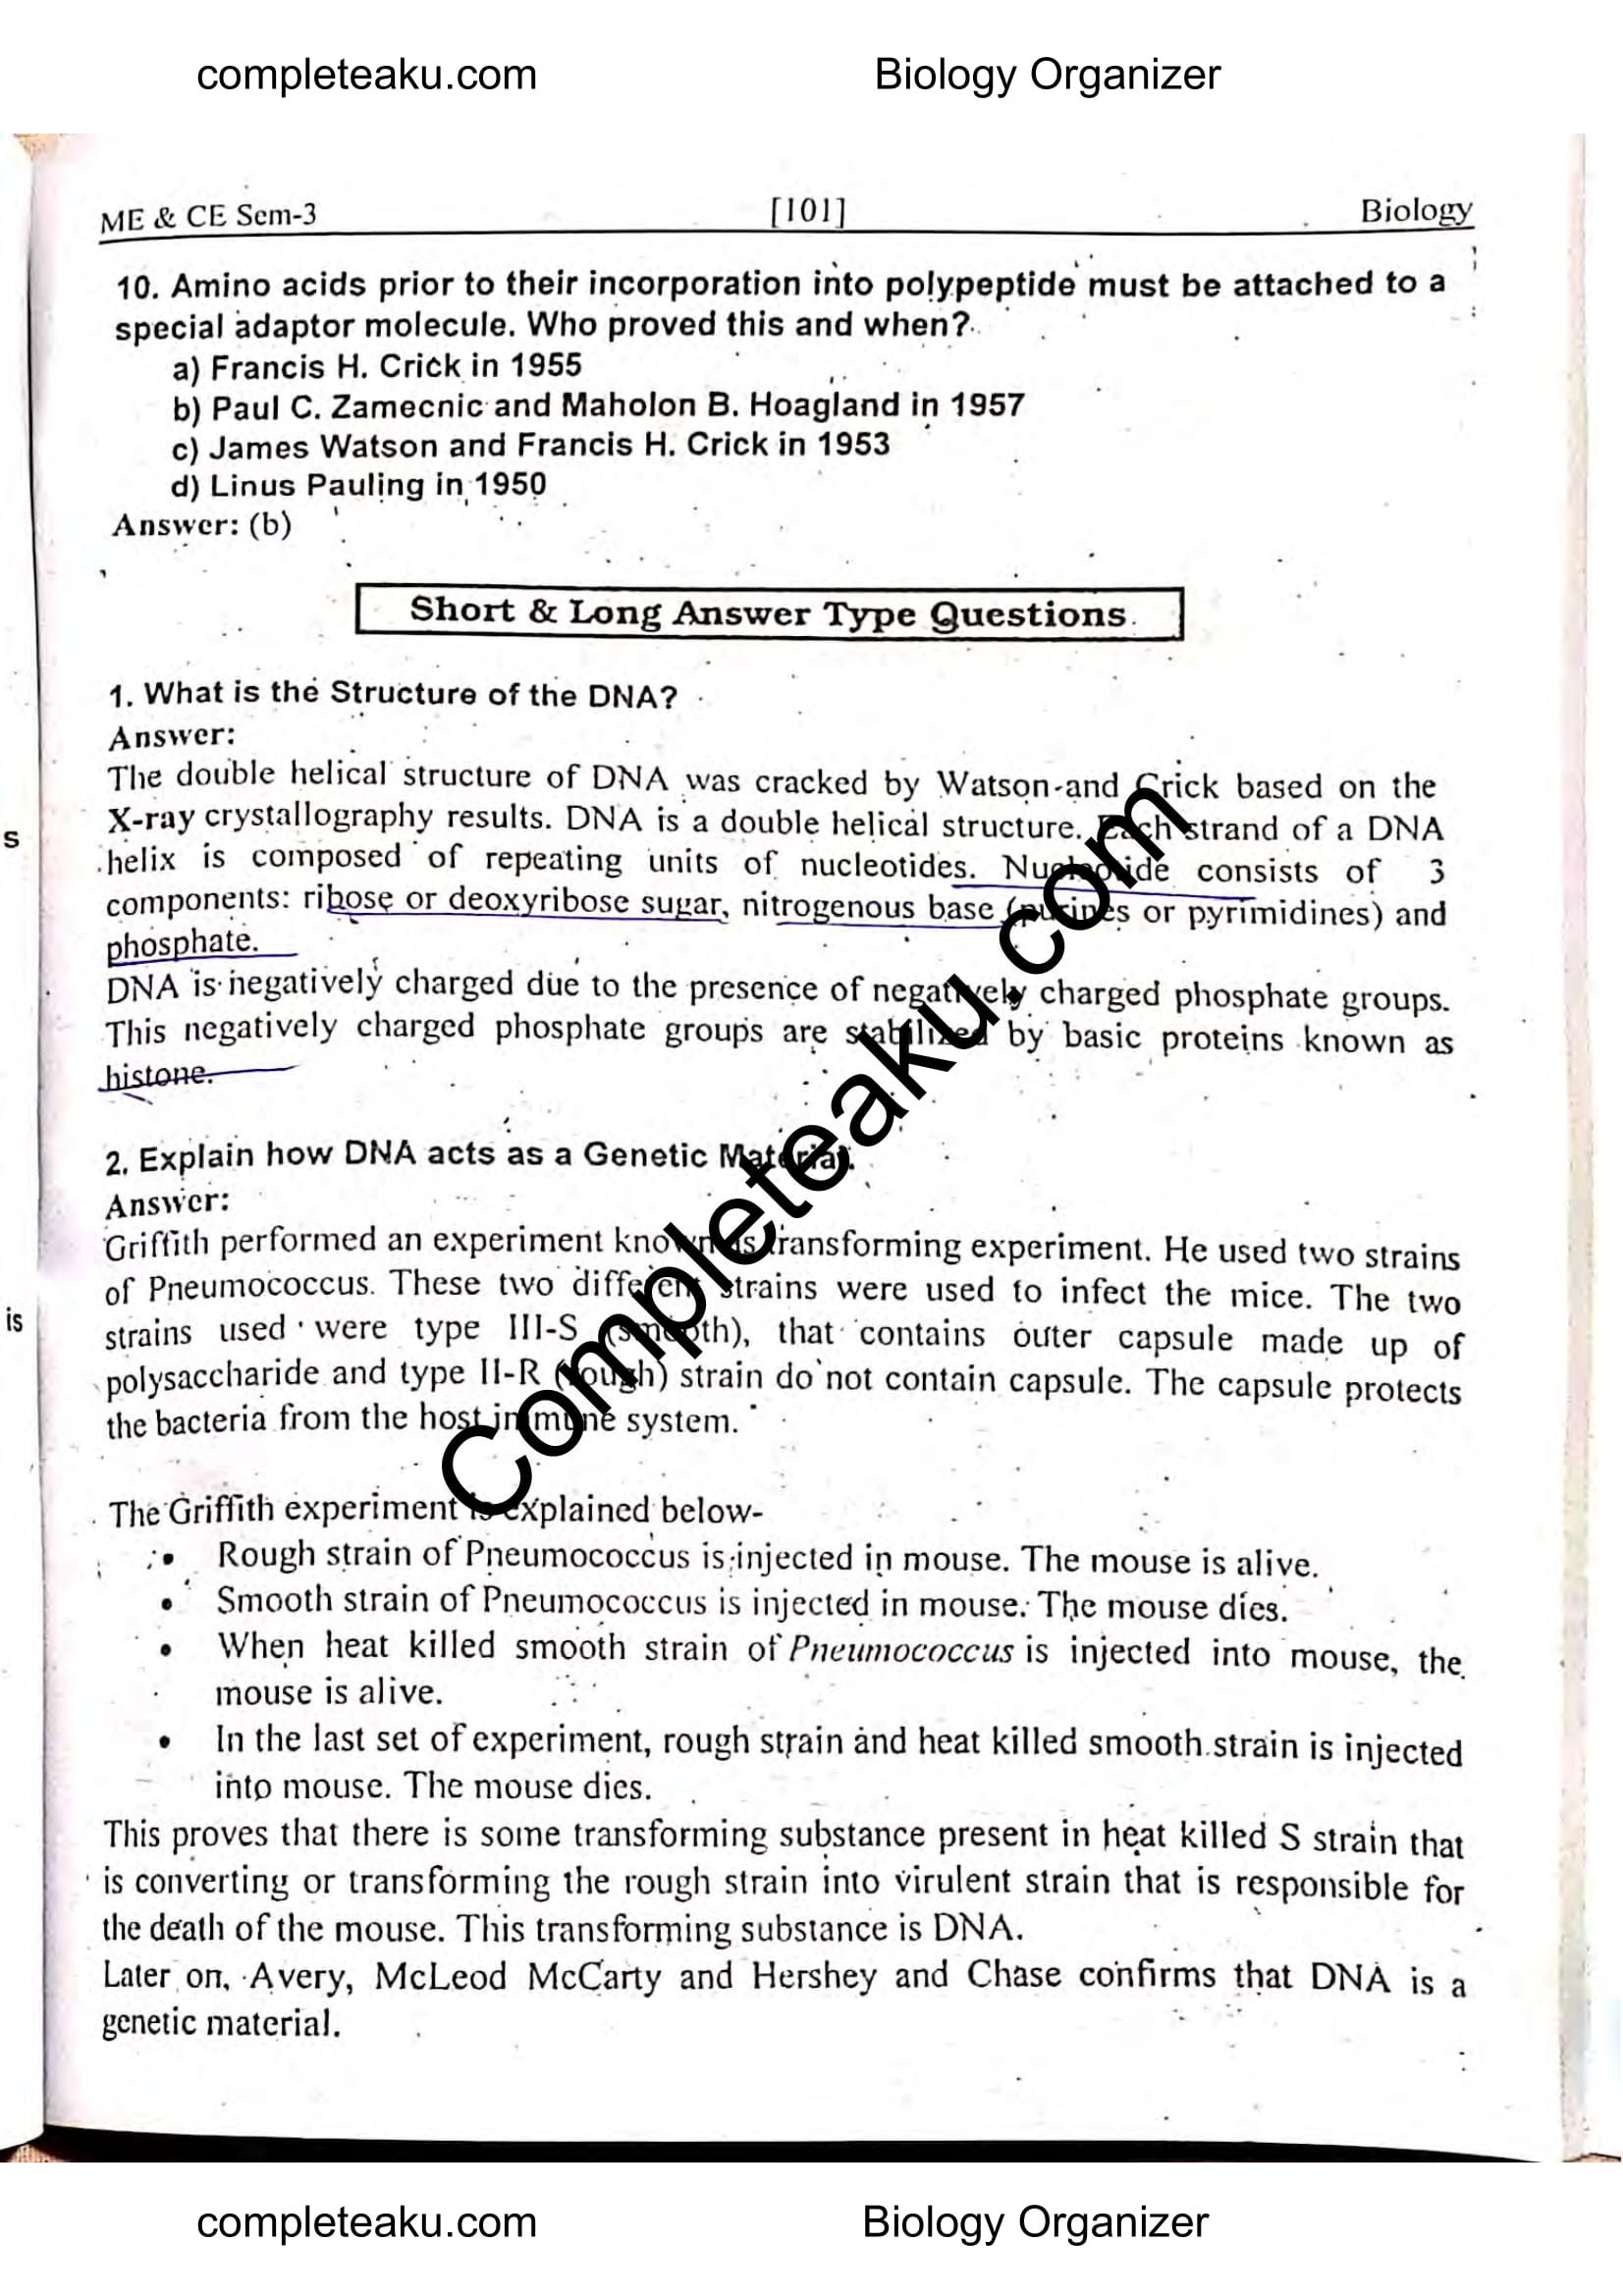 completeaku.com Biology Organizer
ME & CE Sem-3 [101] Biology
10. Amino acids prior to their incorporation into polypeptide must be attached to a
special adaptor molecule. Who proved this and when?
a) Francis H. Crick in 1955
b) Paul C. Zamecnic and Maholon B. Hoagland in 1957
c) James Watson and Francis H. Crick in 1953
d) Linus Pauling in 1950
Answer: (b)
Short & Long Answer Type Questions
1. What is the Structure of the DNA?
Answer:
The double helical structure of DNA was cracked by Watson and Crick based on the
X-ray crystallography results. DNA is a double helical structure. Each strand of a DNA
s
helix is composed of repeating units of nucleotides. Nucleotide consists of 3
components: ribose or deoxyribose sugar, nitrogenous base (purines or pyrimidines) and
phosphate.
DNA is negatively charged due to the presence of negatively charged phosphate groups.
This negatively charged phosphate groups are stabilized by basic proteins known as
histone.
2. Explain how DNA acts as a Genetic Material.
Answer:
Griffith performed an experiment known as transforming experiment. He used two strains
of Pneumococcus. These two different strains were used to infect the mice. The two
is
strains used were type III-S (smooth), that contains outer capsule made up of
polysaccharide and type II-R (rough) strain do not contain capsule. The capsule protects
the bacteria from the host immune system.
The Griffith experiment is explained below-
• Rough strain of Pneumococcus is injected in mouse. The mouse is alive.
• Smooth strain of Pneumococcus is injected in mouse. The mouse dies.
• When heat killed smooth strain of Pneumococcus is injected into mouse, the
mouse is alive.
• In the last set of experiment, rough strain and heat killed smooth strain is injected
into mouse. The mouse dies.
This proves that there is some transforming substance present in heat killed S strain that
is converting or transforming the rough strain into virulent strain that is responsible for
the death of the mouse. This transforming substance is DNA.
Later on, Avery, McLeod McCarty and Hershey and Chase confirms that DNA is a
genetic material.
Completeaku.com
completeaku.com Biology Organizer